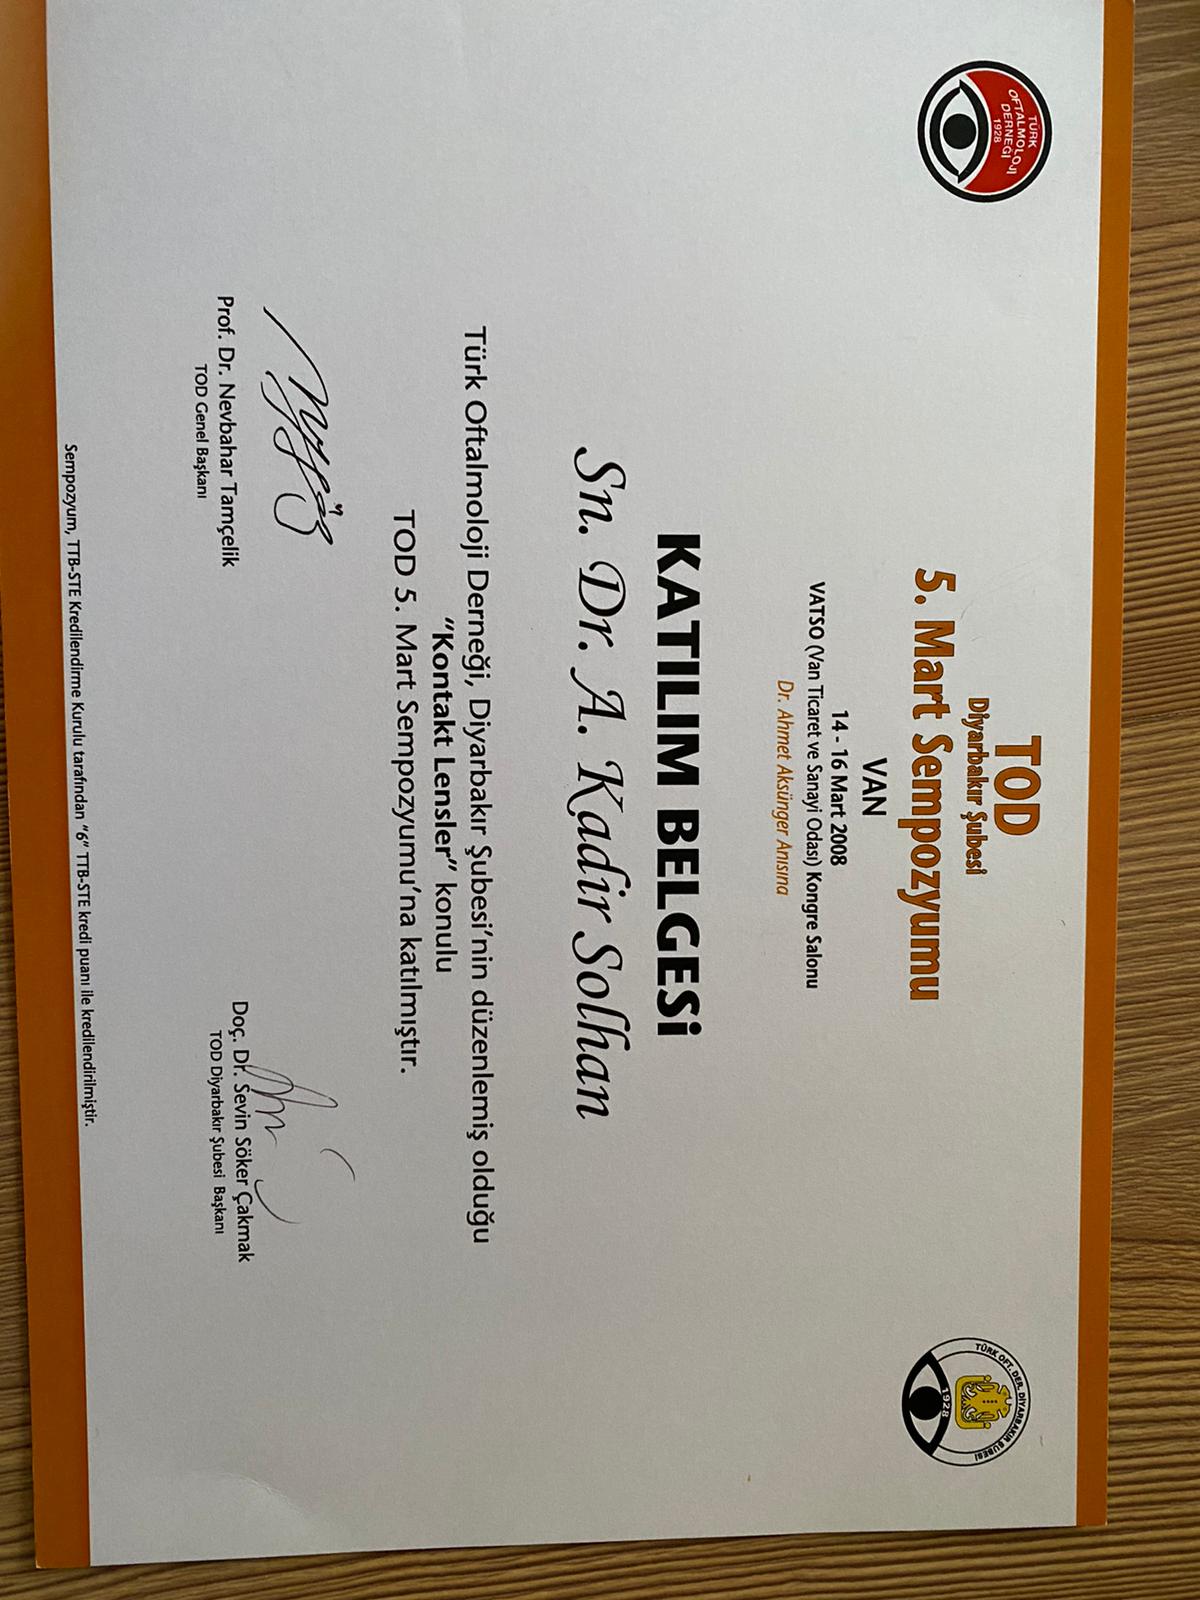 TÜRK
OFTALMOLOJİ
DERNEĞİ
1928
TOD
Diyarbakır Şubesi
5. Mart Sempozyumu
VAN
14 - 16 Mart 2008
VATSO (Van Ticaret ve Sanayi Odası) Kongre Salonu
Dr. Ahmet Aksünger Anısına
TÜRK OFT. DER. DİYARBAKIR ŞUBESİ
1928
KATILIM BELGESİ
Sn. Dr. A. Kadir Solhan
Türk Oftalmoloji Derneği, Diyarbakır Şubesi'nin düzenlemiş olduğu
"Kontakt Lensler" konulu
TOD 5. Mart Sempozyumu'na katılmıştır.
Prof. Dr. Nevbahar Tamçelik
TOD Genel Başkanı
Doç. Dr. Sevin Söker Çakmak
TOD Diyarbakır Şubesi Başkanı
Sempozyum, TTB-STE Kredilendirme Kurulu tarafından "6" TTB-STE kredi puanı ile kredilendirilmiştir.